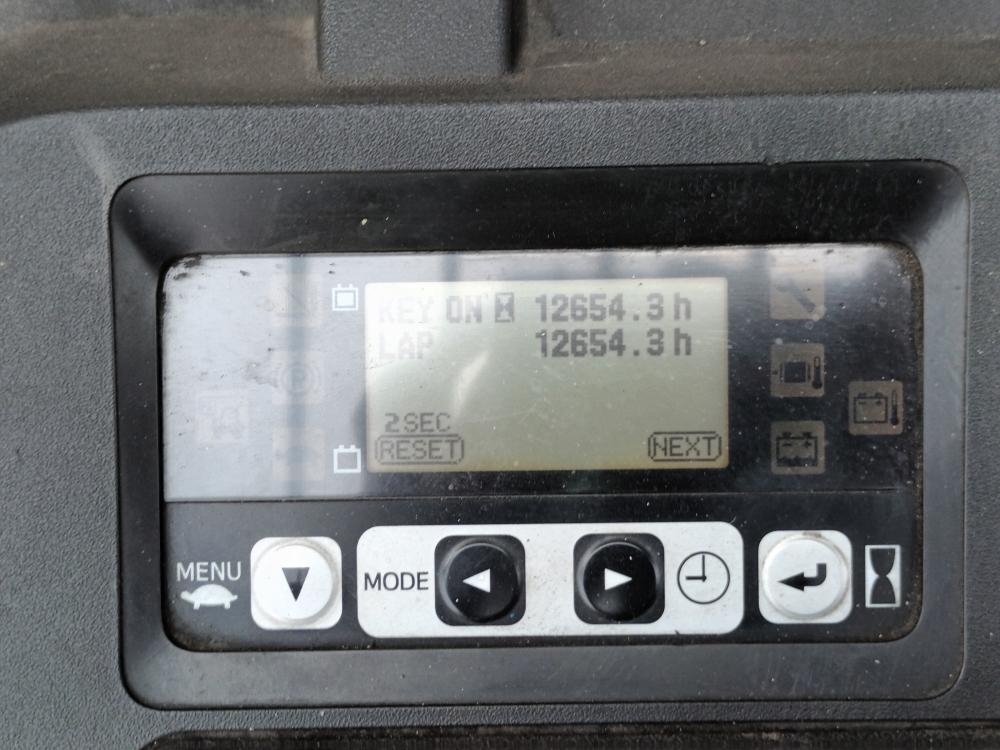 KEY ON 12654.3 h
LAP 12654.3 h
2SEC
RESET NEXT
MENU MODE